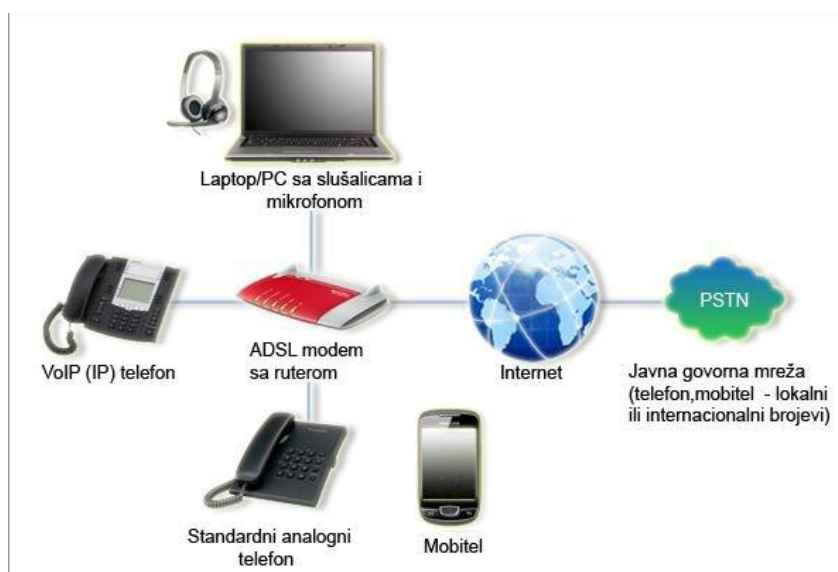 Laptop/PC sa slušalicama i
mikrofonom
VoIP (IP) telefon
ADSL modem
sa ruterom
Internet
PSTN
Javna govorna mreža
(telefon,mobitel - lokalni
ili internacionalni brojevi)
Standardni analogni
telefon
Mobitel